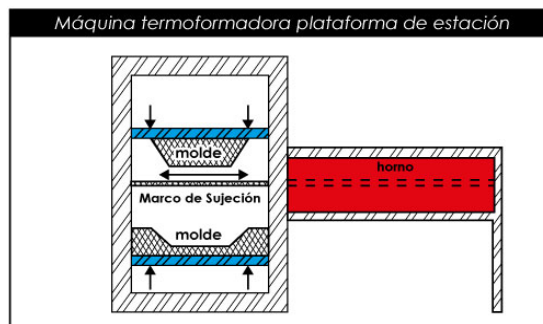 Máquina termoformadora plataforma de estación
molde
horno
Marco de Sujeción
molde